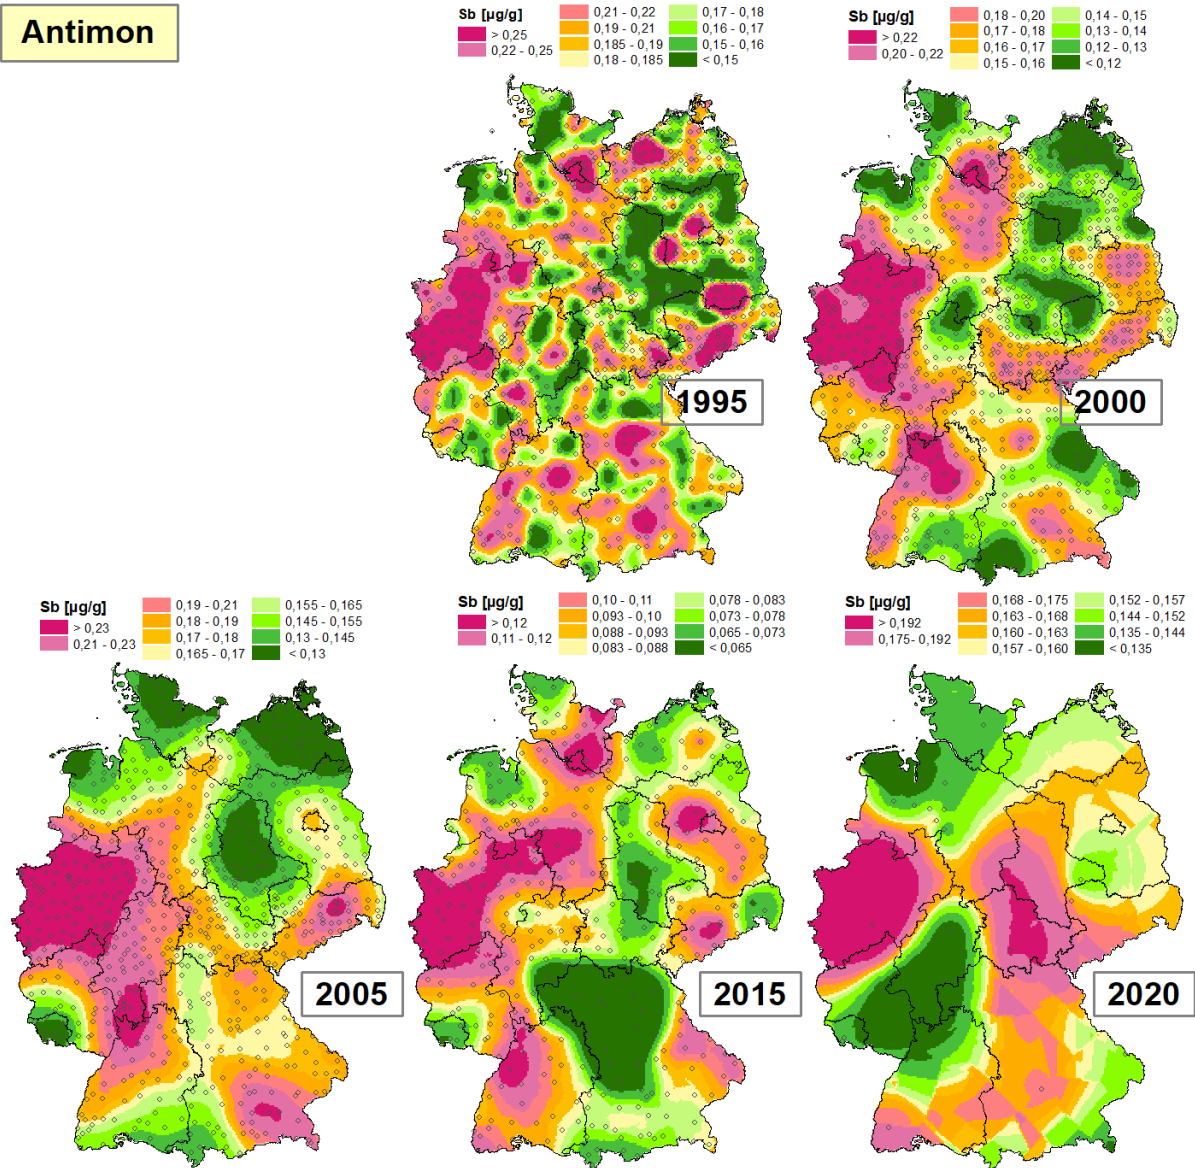 Antimon
Sb [µg/g]
> 0,25
0,22 - 0,25
0,21 - 0,22
0,19 - 0,21
0,185 - 0,19
0,18 - 0,185
0,17 - 0,18
0,16 - 0,17
0,15 - 0,16
< 0,15
1995
Sb [µg/g]
> 0,22
0,20 - 0,22
0,18 - 0,20
0,17 - 0,18
0,16 - 0,17
0,15 - 0,16
0,14 - 0,15
0,13 - 0,14
0,12 - 0,13
< 0,12
2000
Sb [µg/g]
> 0,23
0,21 - 0,23
0,19 - 0,21
0,18 - 0,19
0,17 - 0,18
0,165 - 0,17
0,155 - 0,165
0,145 - 0,155
0,13 - 0,145
< 0,13
2005
Sb [µg/g]
> 0,12
0,11 - 0,12
0,10 - 0,11
0,093 - 0,10
0,088 - 0,093
0,083 - 0,088
0,078 - 0,083
0,073 - 0,078
0,065 - 0,073
< 0,065
2015
Sb [µg/g]
> 0,192
0,175 - 0,192
0,168 - 0,175
0,163 - 0,168
0,160 - 0,163
0,157 - 0,160
0,152 - 0,157
0,144 - 0,152
0,135 - 0,144
< 0,135
2020